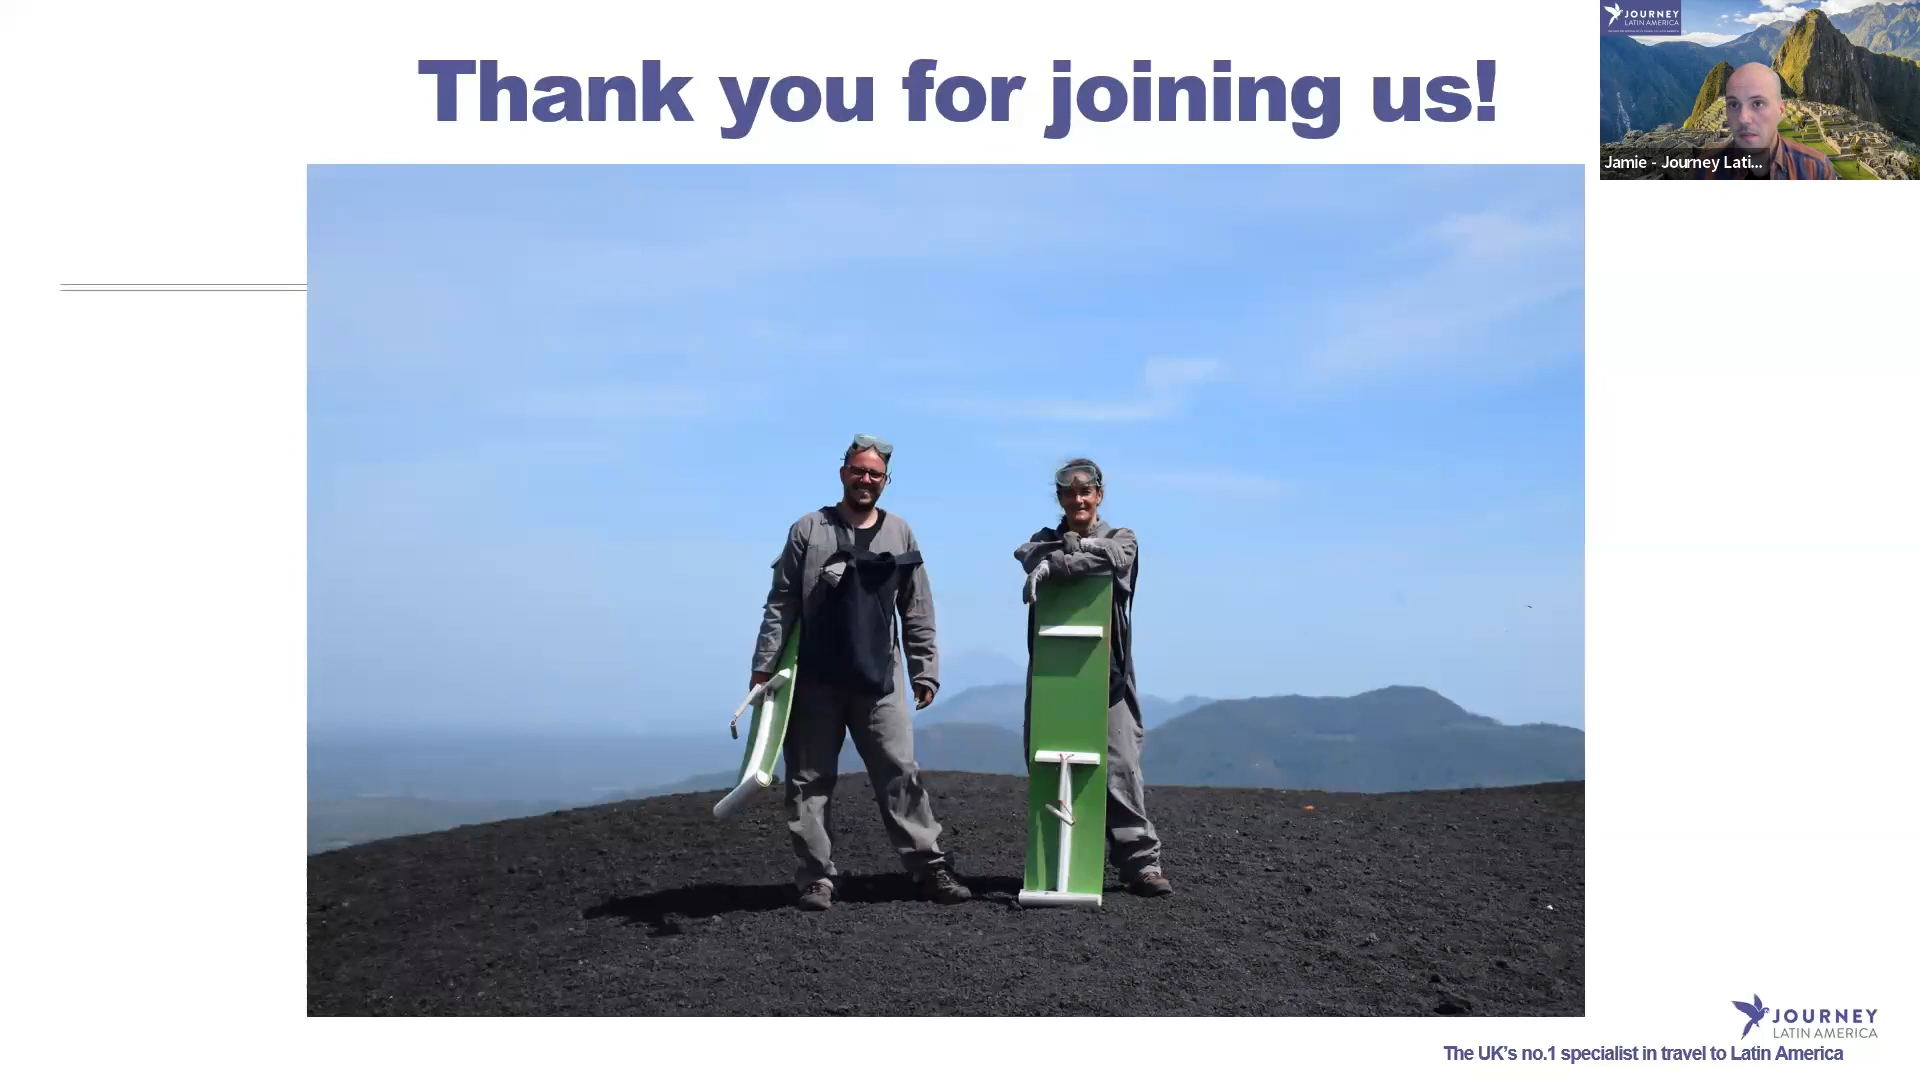 Thank you for joining us!
JOURNEY
LATIN AMERICA
Jamie - Journey Lati...
JOURNEY
LATIN AMERICA
The UK's no.1 specialist in travel to Latin America